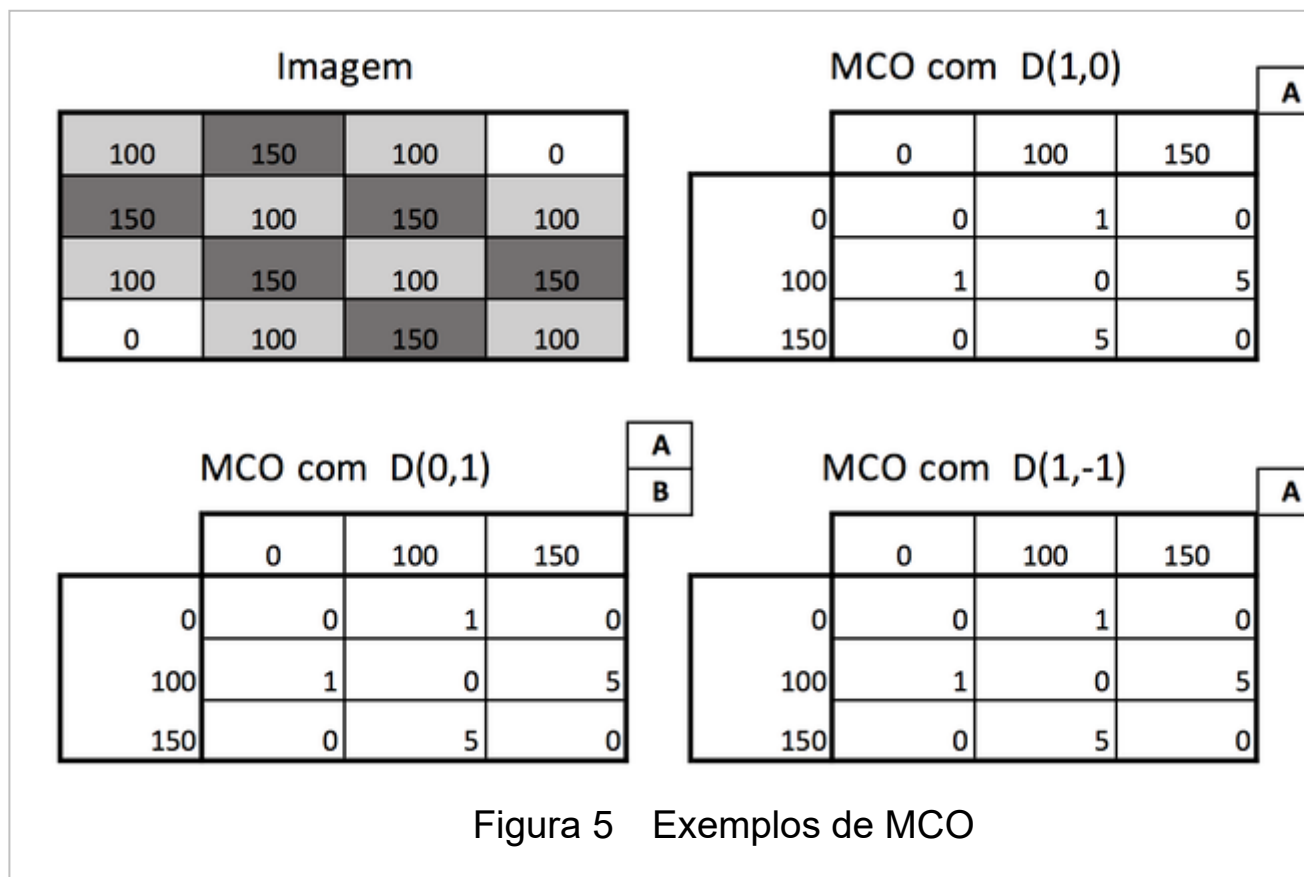 Imagem
100 150 100 0
150 100 150 100
100 150 100 150
0 100 150 100
MCO com D(1,0)
A
0 100 150
0 0 1 0
100 1 0 5
150 0 5 0
MCO com D(0,1)
A
B
0 100 150
0 0 1 0
100 1 0 5
150 0 5 0
MCO com D(1,-1)
A
0 100 150
0 0 1 0
100 1 0 5
150 0 5 0
Figura 5 Exemplos de MCO